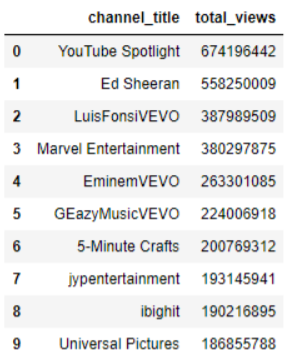 channel_title total_views
0 YouTube Spotlight 674196442
1 Ed Sheeran 558250009
2 LuisFonsiVEVO 387989509
3 Marvel Entertainment 380297875
4 EminemVEVO 263301085
5 GEazyMusicVEVO 224006918
6 5-Minute Crafts 200769312
7 jypentertainment 193145941
8 ibighit 190216895
9 Universal Pictures 186855788